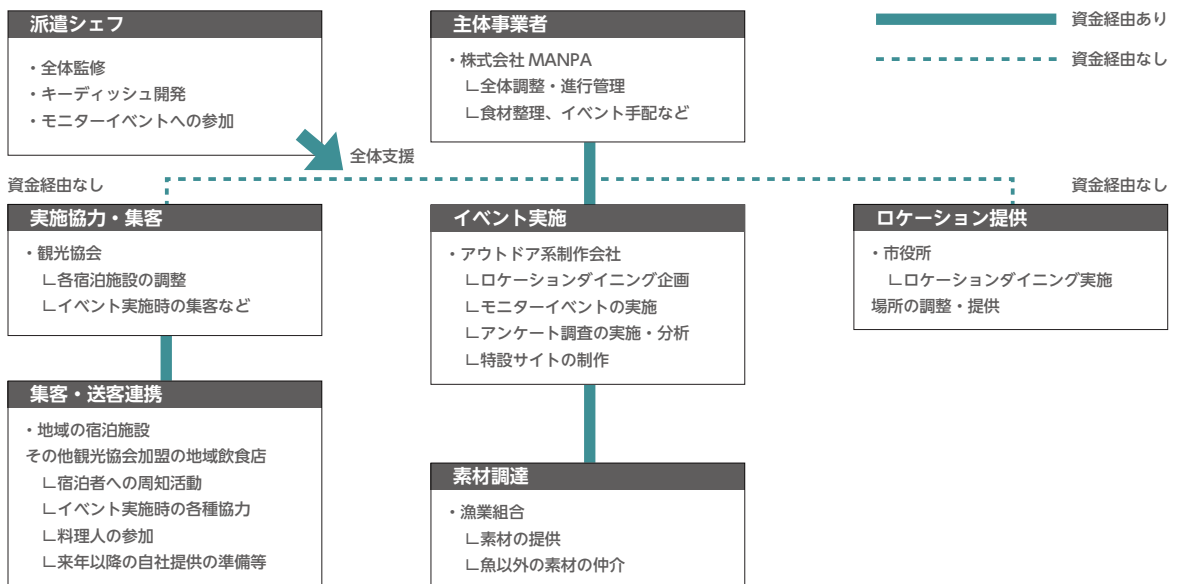 派遣シェフ
・全体監修
・キーディッシュ開発
・モニターイベントへの参加
主体事業者
・株式会社 MANPA
∟全体調整・進行管理
∟食材整理、イベント手配など
資金経由あり
資金経由なし
全体支援
資金経由なし
資金経由なし
実施協力・集客
・観光協会
∟各宿泊施設の調整
∟イベント実施時の集客など
イベント実施
・アウトドア系制作会社
∟ロケーションダイニング企画
∟モニターイベントの実施
∟アンケート調査の実施・分析
∟特設サイトの制作
ロケーション提供
・市役所
∟ロケーションダイニング実施
場所の調整・提供
集客・送客連携
・地域の宿泊施設
その他観光協会加盟の地域飲食店
∟宿泊者への周知活動
∟イベント実施時の各種協力
∟料理人の参加
∟来年以降の自社提供の準備等
素材調達
・漁業組合
∟素材の提供
∟魚以外の素材の仲介